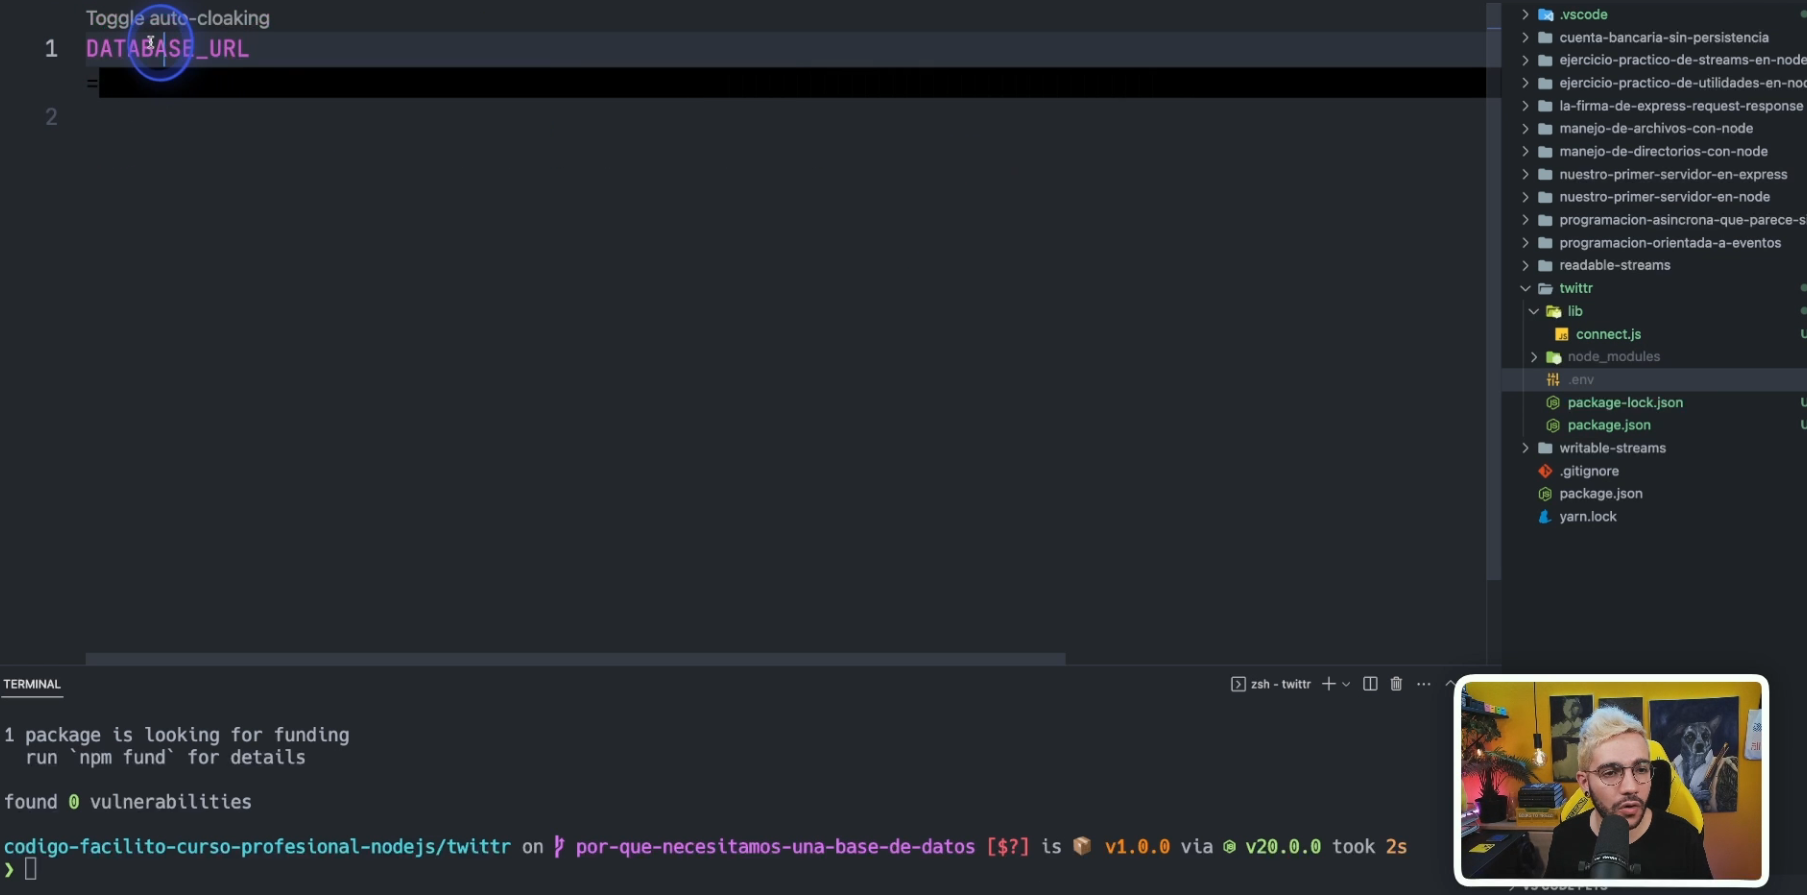 Toggle auto-cloaking
1 DATABASE_URL
=
2
.vscode
cuenta-bancaria-sin-persistencia
ejercicio-practico-de-streams-en-node
ejercicio-practico-de-utilidades-en-noc
la-firma-de-express-request-response
manejo-de-archivos-con-node
manejo-de-directorios-con-node
nuestro-primer-servidor-en-express
nuestro-primer-servidor-en-node
programacion-asincrona-que-parece-s
programacion-orientada-a-eventos
readable-streams
twittr
lib
JS connect.js U
node_modules
.env
package-lock.json U
package.json U
writable-streams
.gitignore
package.json
yarn.lock
TERMINAL
zsh - twittr
1 package is looking for funding
run `npm fund` for details
found 0 vulnerabilities
codigo-facilito-curso-profesional-nodejs/twittr on por-que-necesitamos-una-base-de-datos [$?] is 📦 v1.0.0 via v20.0.0 took 2s
❯